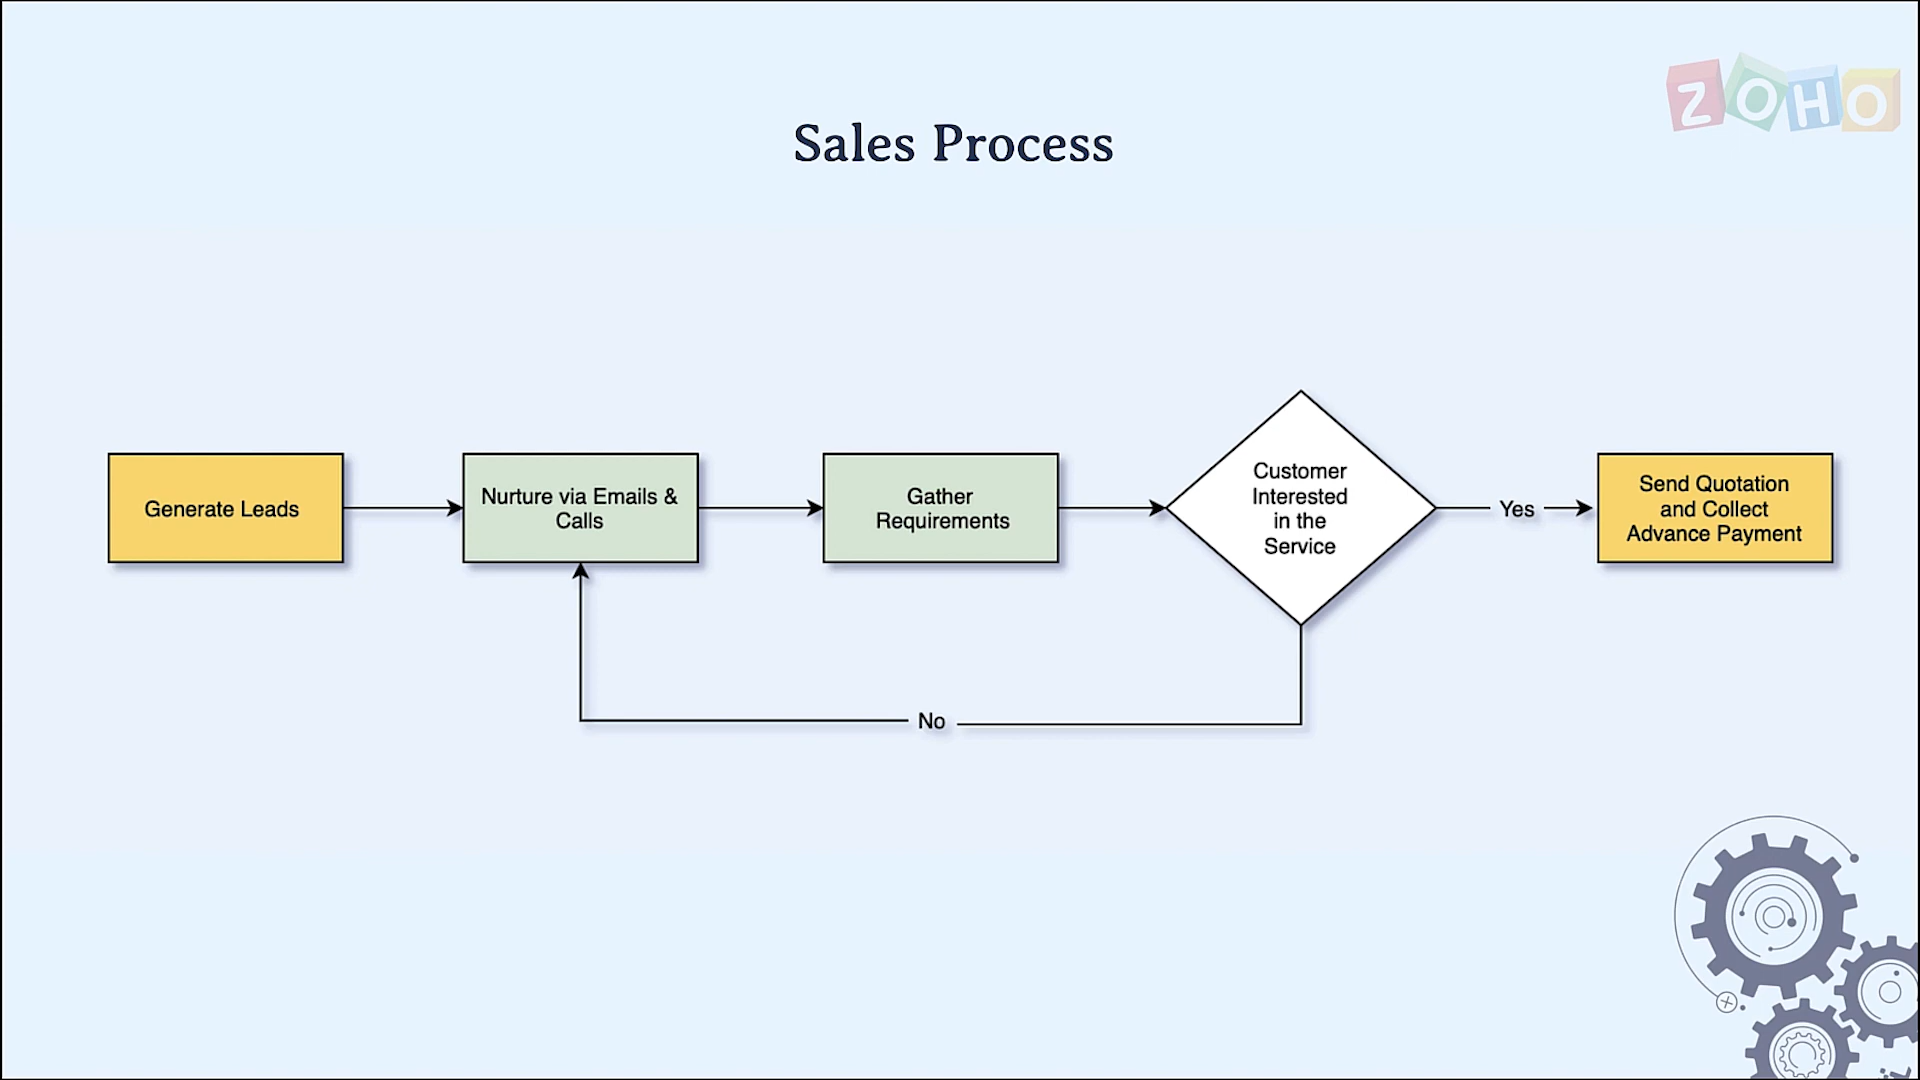 ZOHO
Sales Process
Generate Leads
Nurture via Emails &
Calls
Gather
Requirements
Customer
Interested
in the
Service
Yes
Send Quotation
and Collect
Advance Payment
No